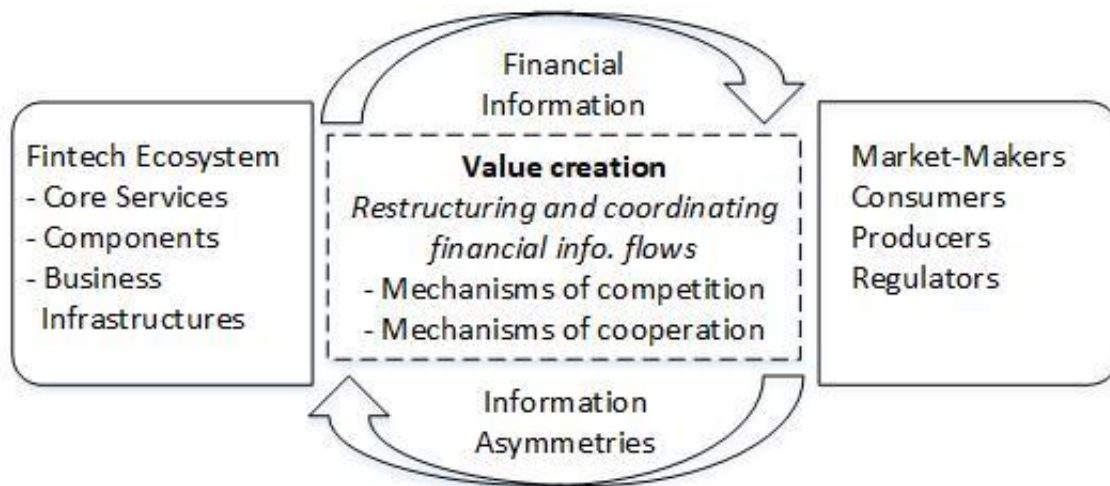 Financial
Information
Fintech Ecosystem
- Core Services
- Components
- Business
Infrastructures
Value creation
Restructuring and coordinating
financial info. flows
- Mechanisms of competition
- Mechanisms of cooperation
Market-Makers
Consumers
Producers
Regulators
Information
Asymmetries